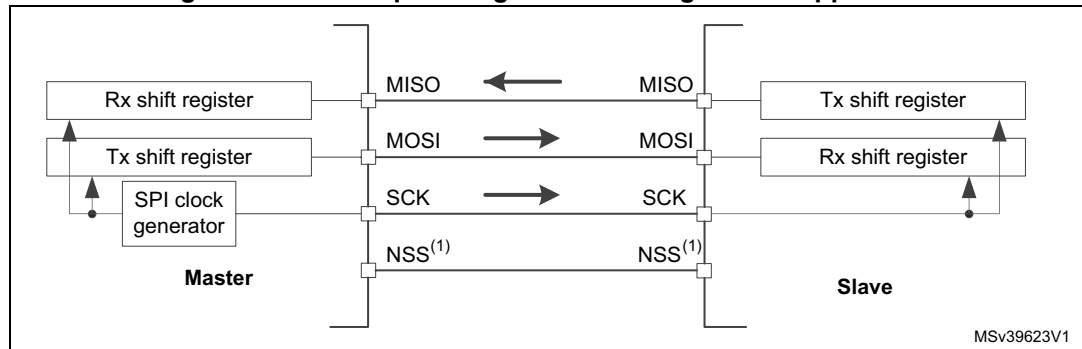 MISO MISO
Rx shift register Tx shift register
MOSI MOSI
Tx shift register Rx shift register
SPI clock
generator
SCK SCK
NSS(1) NSS(1)
Master Slave
MSv39623V1